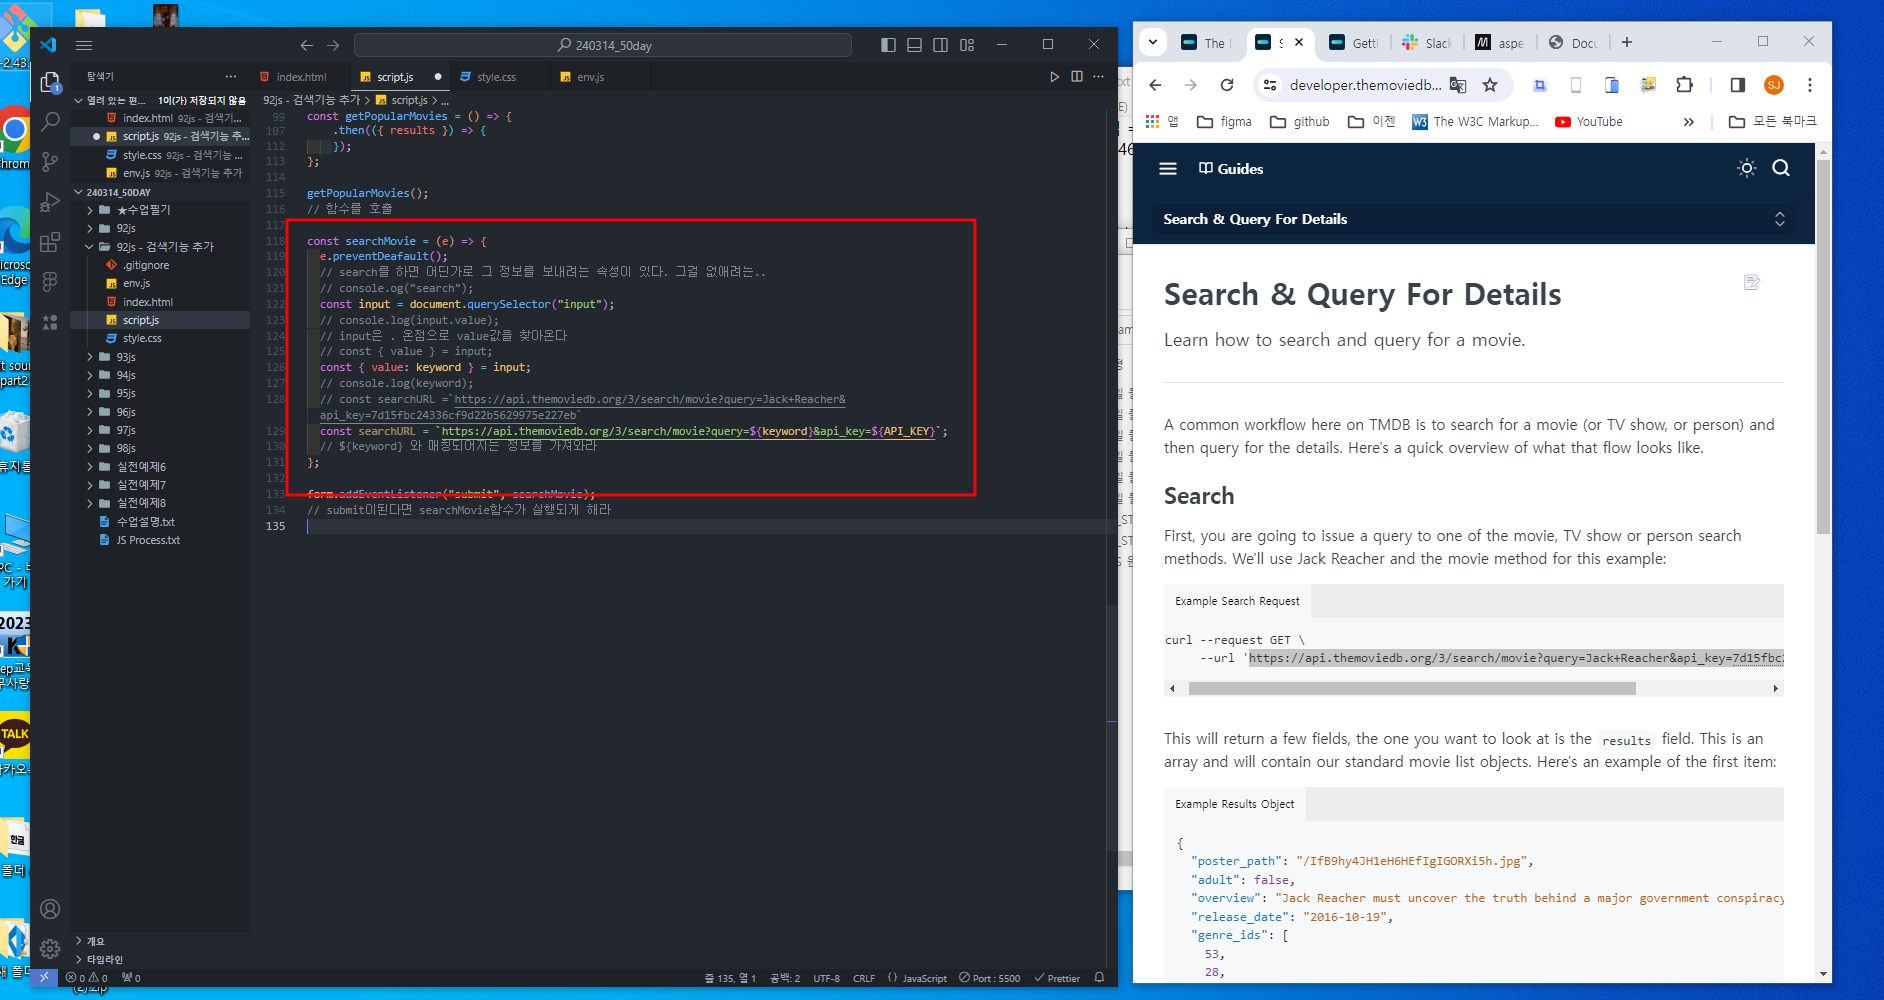 240314_50day
탐색기
index.html
script.js
style.css
env.js
열려 있는 편... 1이(가) 저장되지 않음
index.html 92js - 검색기...
script.js 92js - 검색기능 추...
style.css 92js - 검색기능 ...
env.js 92js - 검색기능 추가
240314_50DAY
★수업필기
92js
92js - 검색기능 추가
.gitignore
env.js
index.html
script.js
style.css
93js
94js
95js
96js
97js
98js
실전예제6
실전예제7
실전예제8
수업설명.txt
JS Process.txt
개요
타임라인
92js - 검색기능 추가 > script.js > ...
99 const getPopularMovies = () => {
107 .then(({ results }) => {
112 });
113 };
114
115 getPopularMovies();
116 // 함수를 호출
117
118 const searchMovie = (e) => {
119 e.preventDeafault();
120 // search를 하면 어딘가로 그 정보를 보내려는 속성이 있다. 그걸 없애려는..
121 // console.og("search");
122 const input = document.querySelector("input");
123 // console.log(input.value);
124 // input은 . 온점으로 value값을 찾아온다
125 // const { value } = input;
126 const { value: keyword } = input;
127 // console.log(keyword);
128 // const searchURL =`https://api.themoviedb.org/3/search/movie?query=Jack+Reacher&
api_key=7d15fbc24336cf9d22b5629975e227eb`
129 const searchURL = `https://api.themoviedb.org/3/search/movie?query=${keyword}&api_key=${API_KEY}`;
130 // ${keyword} 와 매칭되어지는 정보를 가져와라
131 };
132
133 form.addEventListener("submit", searchMovie);
134 // submit이된다면 searchMovie함수가 실행되게 해라
135
0 0 0
줄 135, 열 1 공백: 2 UTF-8 CRLF {} JavaScript Port : 5500 Prettier
The
Getti
Slack
aspe
Docu
developer.themoviedb...
SJ
앱 figma github 이젠 The W3C Markup... YouTube » 모든 북마크
Guides
Search & Query For Details
Search & Query For Details
Learn how to search and query for a movie.
A common workflow here on TMDB is to search for a movie (or TV show, or person) and
then query for the details. Here's a quick overview of what that flow looks like.
Search
First, you are going to issue a query to one of the movie, TV show or person search
methods. We'll use Jack Reacher and the movie method for this example:
Example Search Request
curl --request GET \
--url 'https://api.themoviedb.org/3/search/movie?query=Jack+Reacher&api_key=7d15fbc2
This will return a few fields, the one you want to look at is the results field. This is an
array and will contain our standard movie list objects. Here's an example of the first item:
Example Results Object
{
"poster_path": "/IfB9hy4JH1eH6HEfIgIGORXi5h.jpg",
"adult": false,
"overview": "Jack Reacher must uncover the truth behind a major government conspiracy
"release_date": "2016-10-19",
"genre_ids": [
53,
28,